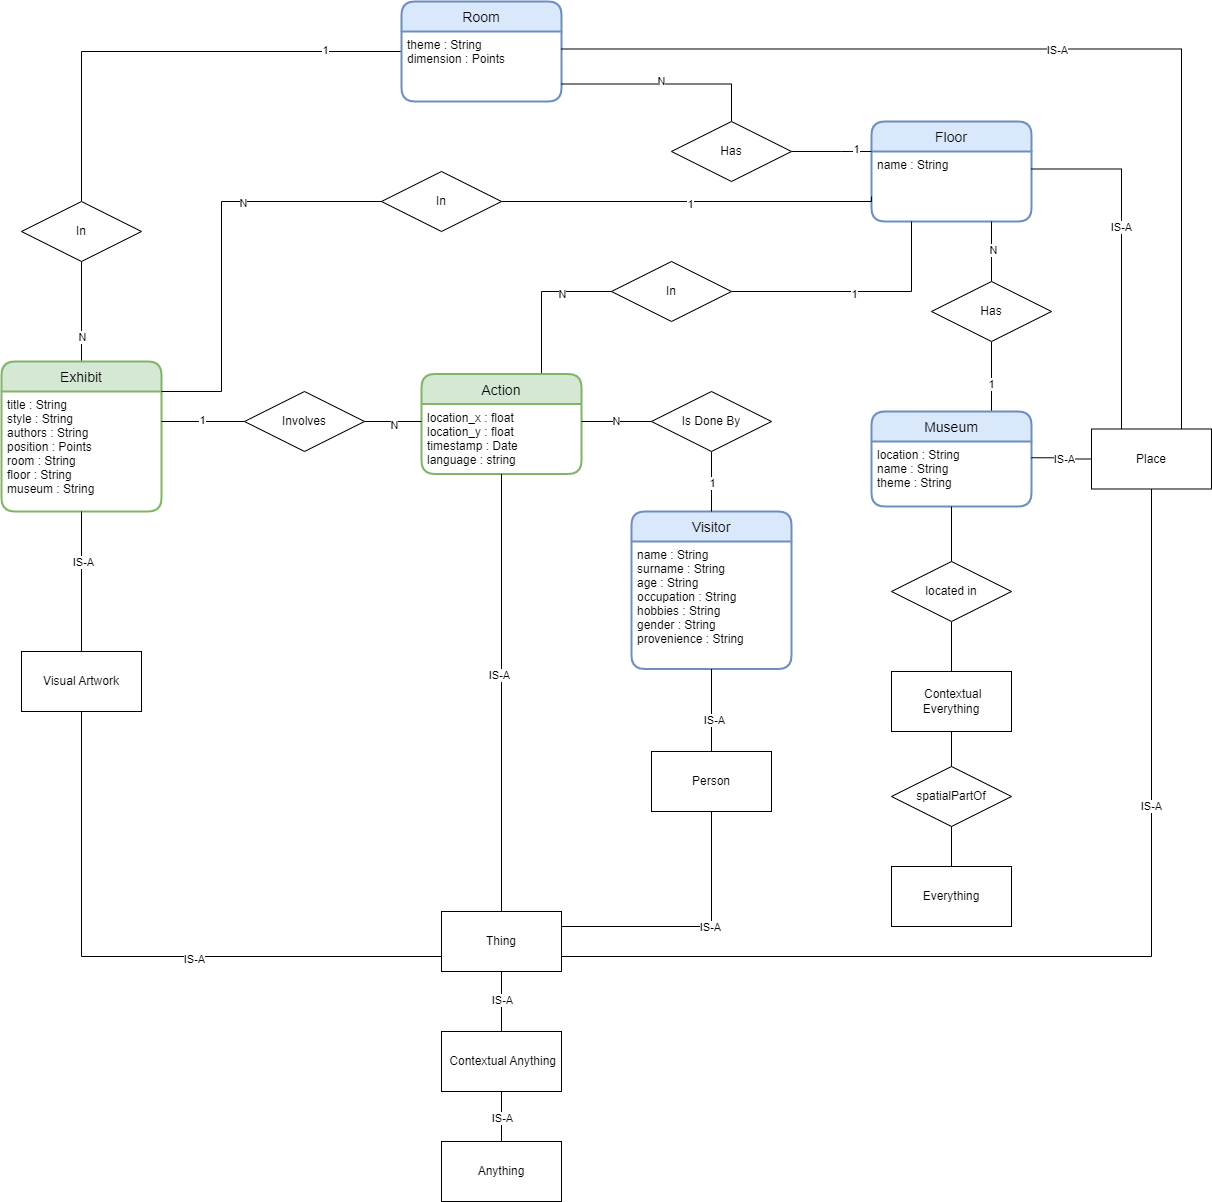 Room
theme : String
dimension : Points
1
IS-A
N
Has
1
Floor
name : String
In
N
In
1
IS-A
N
In
1
N
Has
N
1
Exhibit
title : String
style : String
authors : String
position : Points
room : String
floor : String
museum : String
1
Involves
N
Action
location_x : float
location_y : float
timestamp : Date
language : string
N
Is Done By
1
Museum
location : String
name : String
theme : String
IS-A
Place
Visitor
name : String
surname : String
age : String
occupation : String
hobbies : String
gender : String
provenience : String
IS-A
located in
Visual Artwork
IS-A
Contextual
Everything
IS-A
Person
spatialPartOf
IS-A
Everything
Thing
IS-A
IS-A
IS-A
Contextual Anything
IS-A
Anything